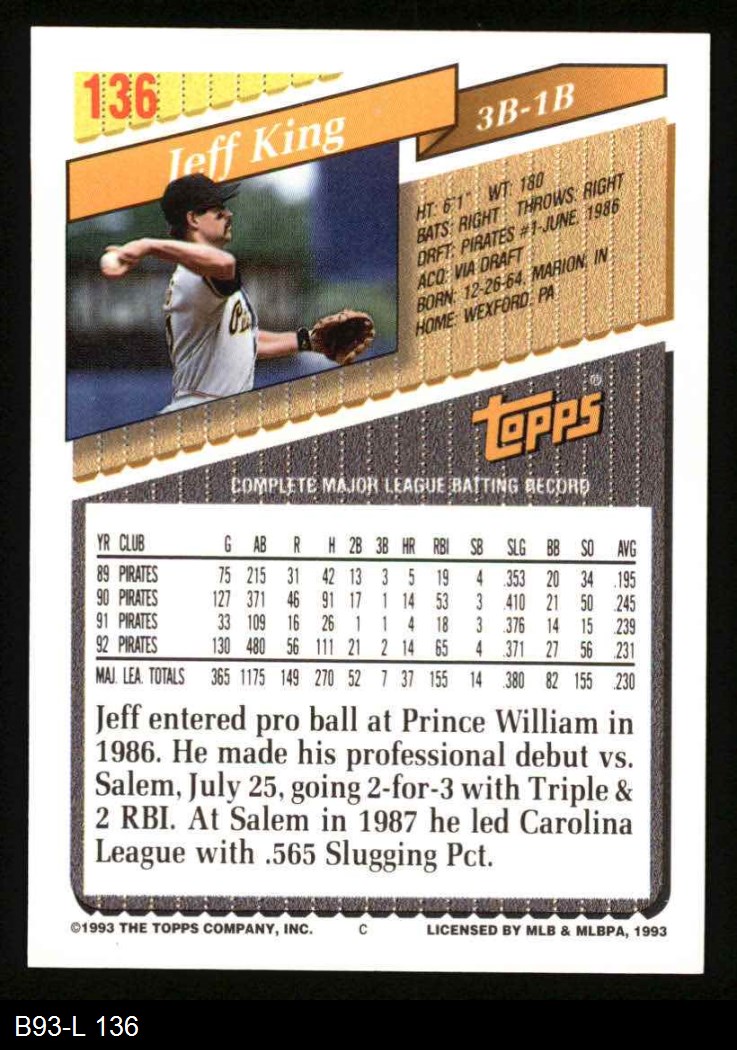 136
Jeff King
3B-1B
HT: 6'1" WT: 180
BATS: RIGHT THROWS: RIGHT
DRFT: PIRATES #1-JUNE, 1986
ACQ: VIA DRAFT
BORN: 12-26-64, MARION, IN
HOME: WEXFORD, PA
Pi
topps®
COMPLETE MAJOR LEAGUE BATTING RECORD
YR CLUB G AB R H 2B 3B HR RBI SB SLG BB SO AVG
89 PIRATES 75 215 31 42 13 3 5 19 4 .353 20 34 .195
90 PIRATES 127 371 46 91 17 1 14 53 3 .410 21 50 .245
91 PIRATES 33 109 16 26 1 1 4 18 3 .376 14 15 .239
92 PIRATES 130 480 56 111 21 2 14 65 4 .371 27 56 .231
MAJ. LEA. TOTALS 365 1175 149 270 52 7 37 155 14 .380 82 155 .230
Jeff entered pro ball at Prince William in
1986. He made his professional debut vs.
Salem, July 25, going 2-for-3 with Triple &
2 RBI. At Salem in 1987 he led Carolina
League with .565 Slugging Pct.
©1993 THE TOPPS COMPANY, INC. C LICENSED BY MLB & MLBPA, 1993
B93-L 136